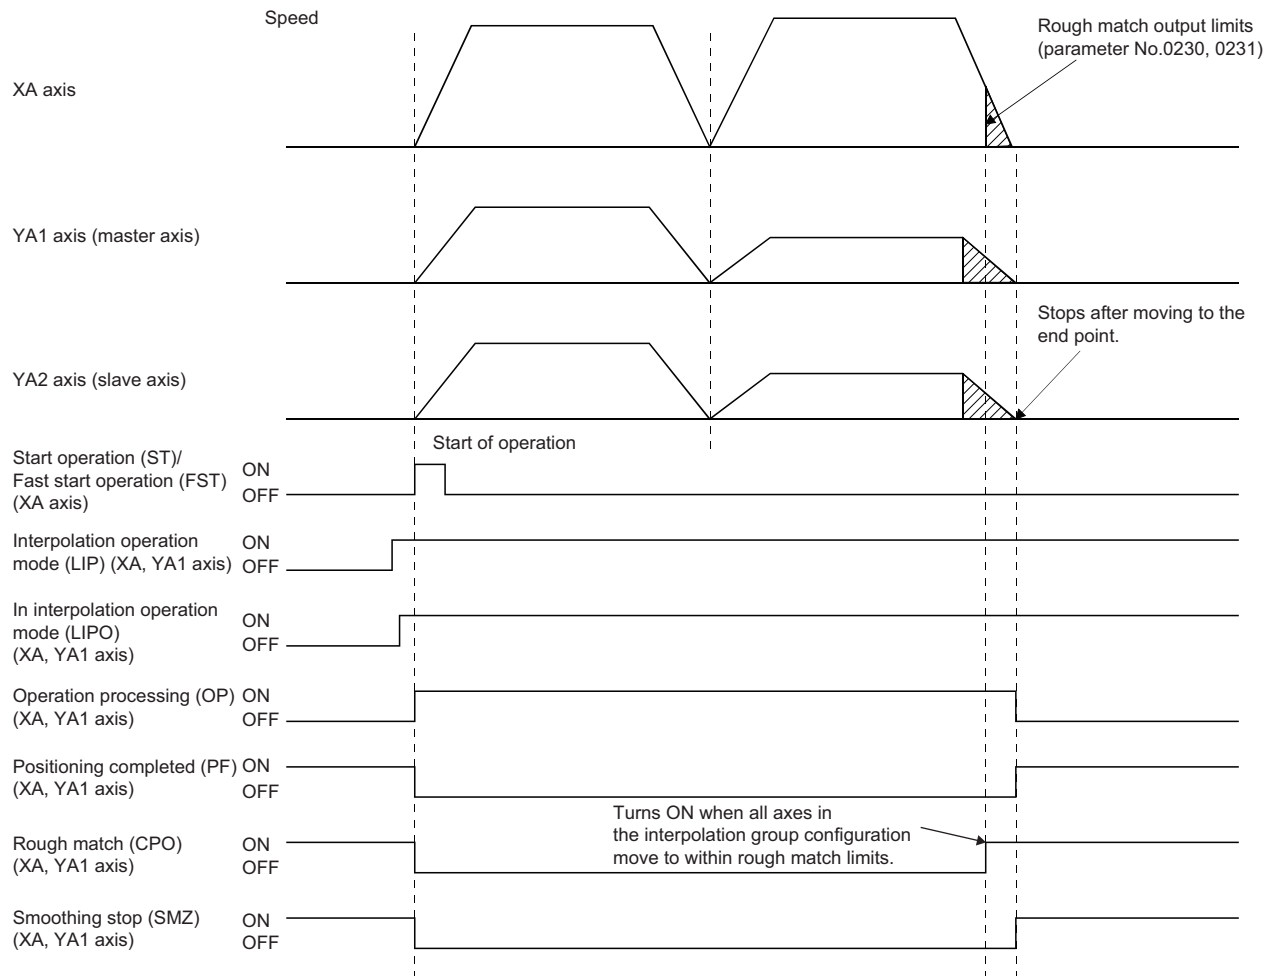 Speed
Rough match output limits
(parameter No.0230, 0231)
XA axis
YA1 axis (master axis)
Stops after moving to the
end point.
YA2 axis (slave axis)
Start of operation
Start operation (ST)/
Fast start operation (FST)
(XA axis)
ON
OFF
Interpolation operation
mode (LIP) (XA, YA1 axis)
ON
OFF
In interpolation operation
mode (LIPO)
(XA, YA1 axis)
ON
OFF
Operation processing (OP)
(XA, YA1 axis)
ON
OFF
Positioning completed (PF)
(XA, YA1 axis)
ON
OFF
Turns ON when all axes in
the interpolation group configuration
move to within rough match limits.
Rough match (CPO)
(XA, YA1 axis)
ON
OFF
Smoothing stop (SMZ)
(XA, YA1 axis)
ON
OFF